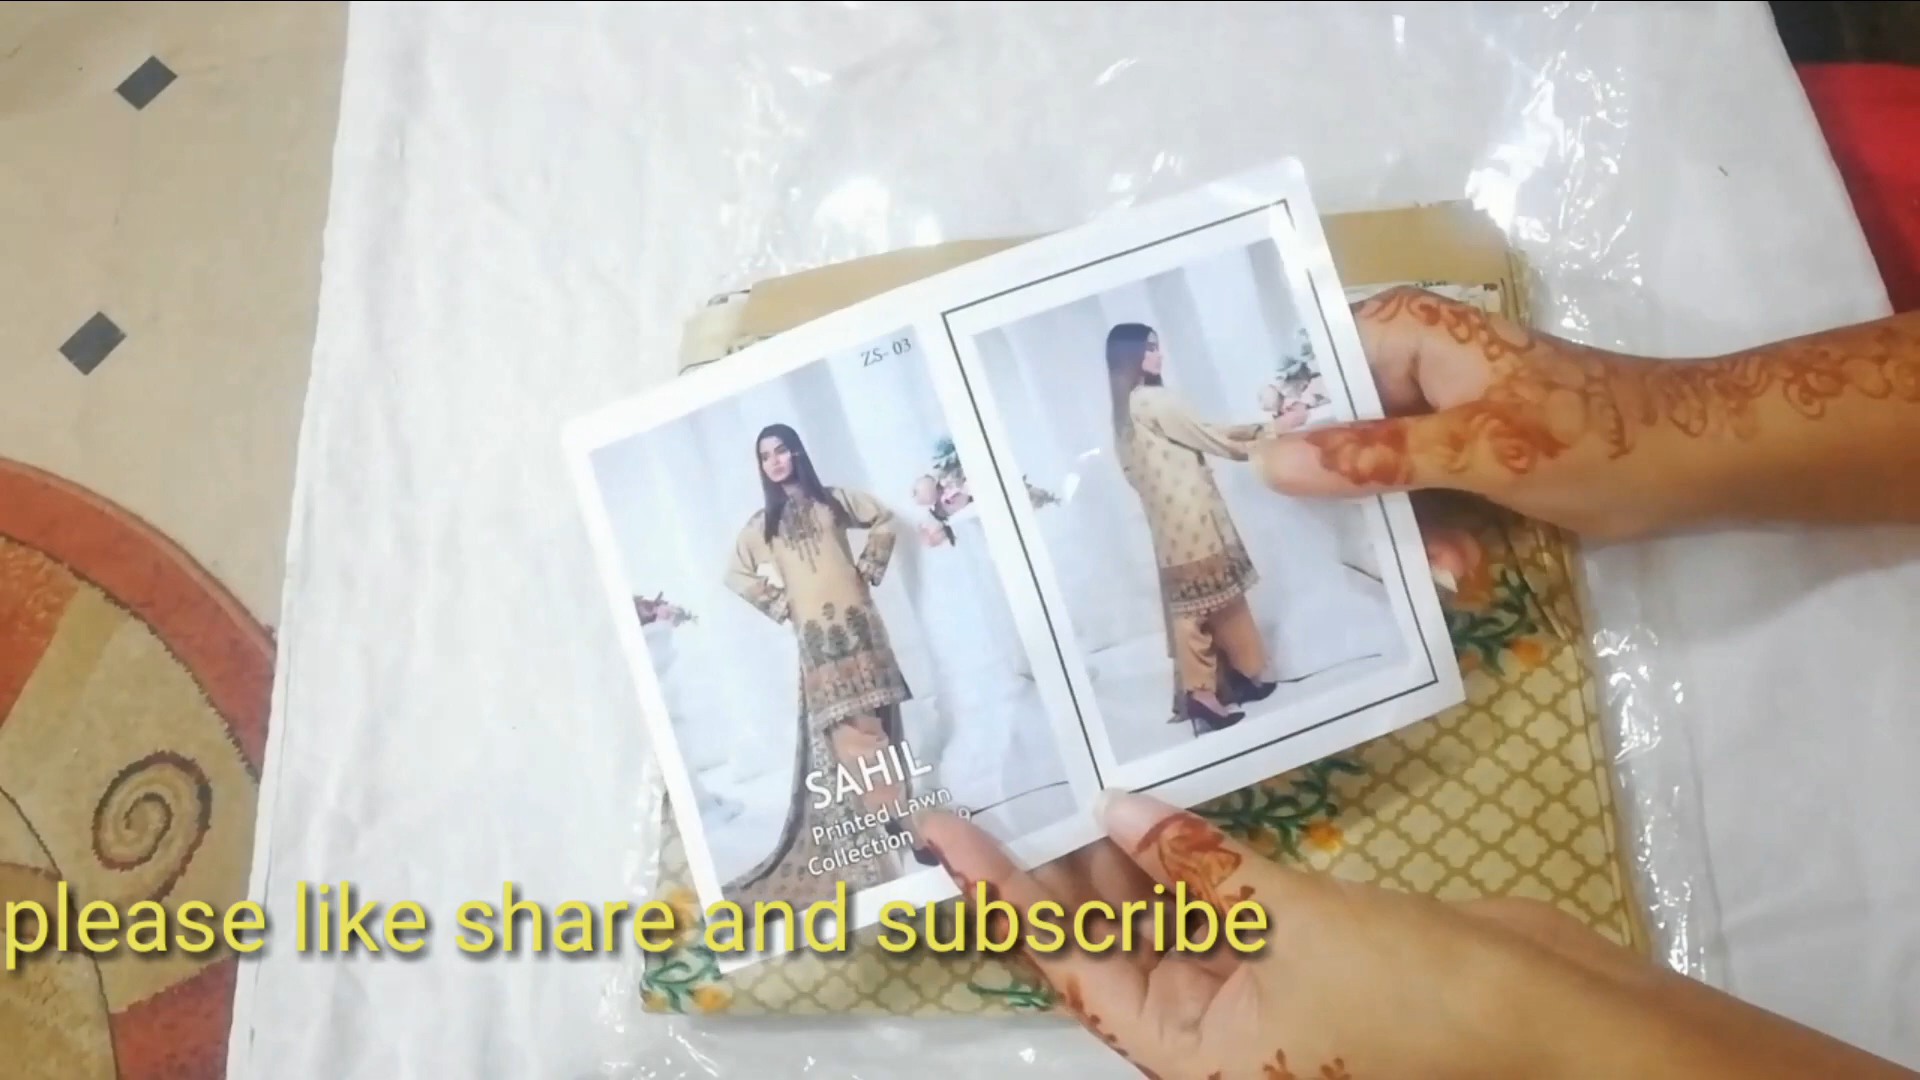 ZS-03
SAHIL
Printed Lawn
Collection
please like share and subscribe